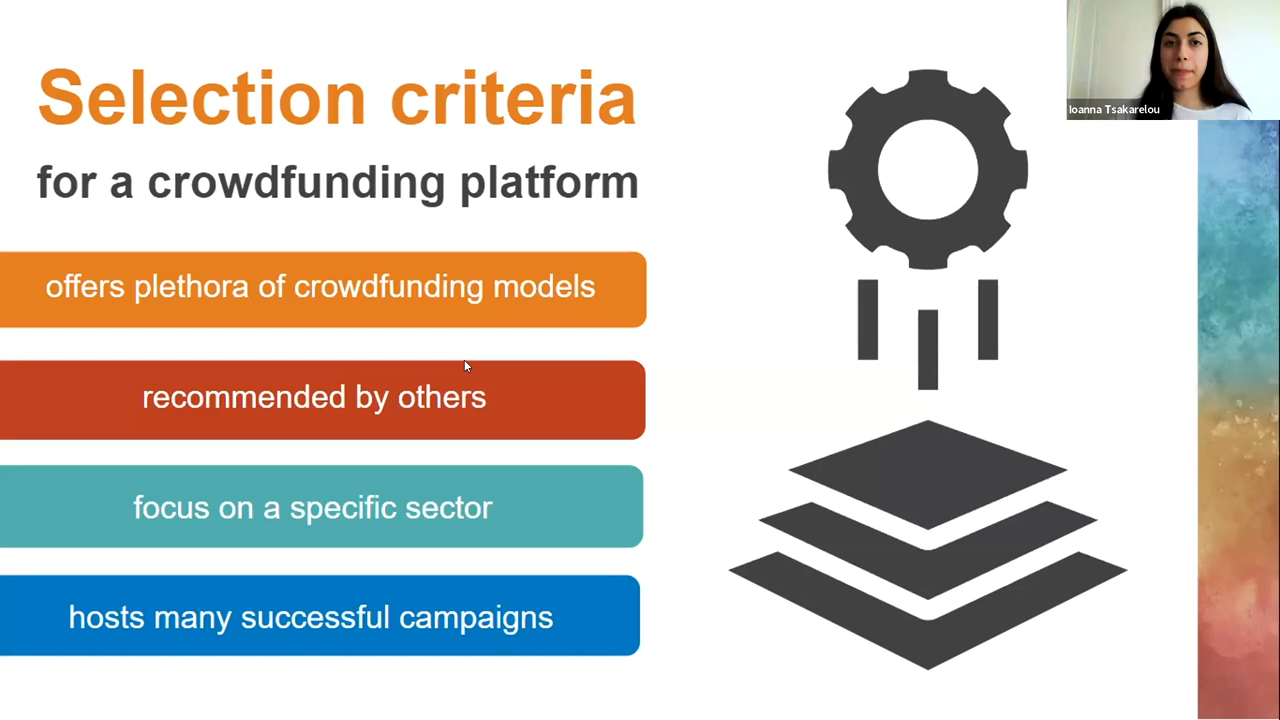 Selection criteria
for a crowdfunding platform
offers plethora of crowdfunding models
recommended by others
focus on a specific sector
hosts many successful campaigns
Ioanna Tsakarelou